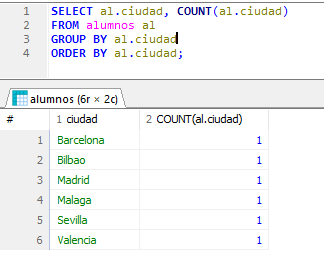 1 SELECT al.ciudad, COUNT(al.ciudad)
2 FROM alumnos al
3 GROUP BY al.ciudad
4 ORDER BY al.ciudad;
alumnos (6r × 2c)
# 1 ciudad 2 COUNT(al.ciudad)
1 Barcelona 1
2 Bilbao 1
3 Madrid 1
4 Malaga 1
5 Sevilla 1
6 Valencia 1